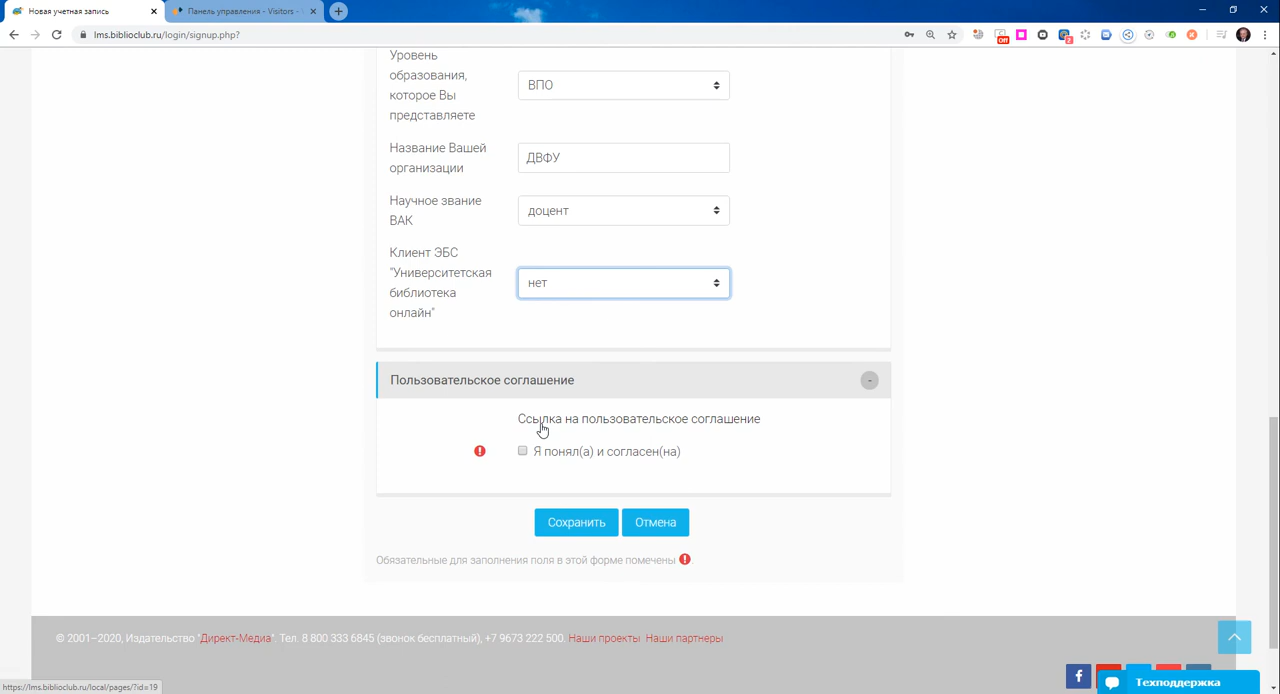 Новая учетная запись
Панель управления - Visitors -
lms.biblioclub.ru/login/signup.php?
Off
2
Уровень
образования,
которое Вы
представляете
ВПО
Название Вашей
организации
ДВФУ
Научное звание
ВАК
доцент
Клиент ЭБС
"Университетская
библиотека
онлайн"
нет
Пользовательское соглашение
-
Ссылка на пользовательское соглашение
Я понял(а) и согласен(на)
Сохранить
Отмена
Обязательные для заполнения поля в этой форме помечены
© 2001–2020, Издательство "Директ-Медиа". Тел. 8 800 333 6845 (звонок бесплатный), +7 9673 222 500. Наши проекты Наши партнеры
https://lms.biblioclub.ru/local/pages/?id=19
Техподдержка